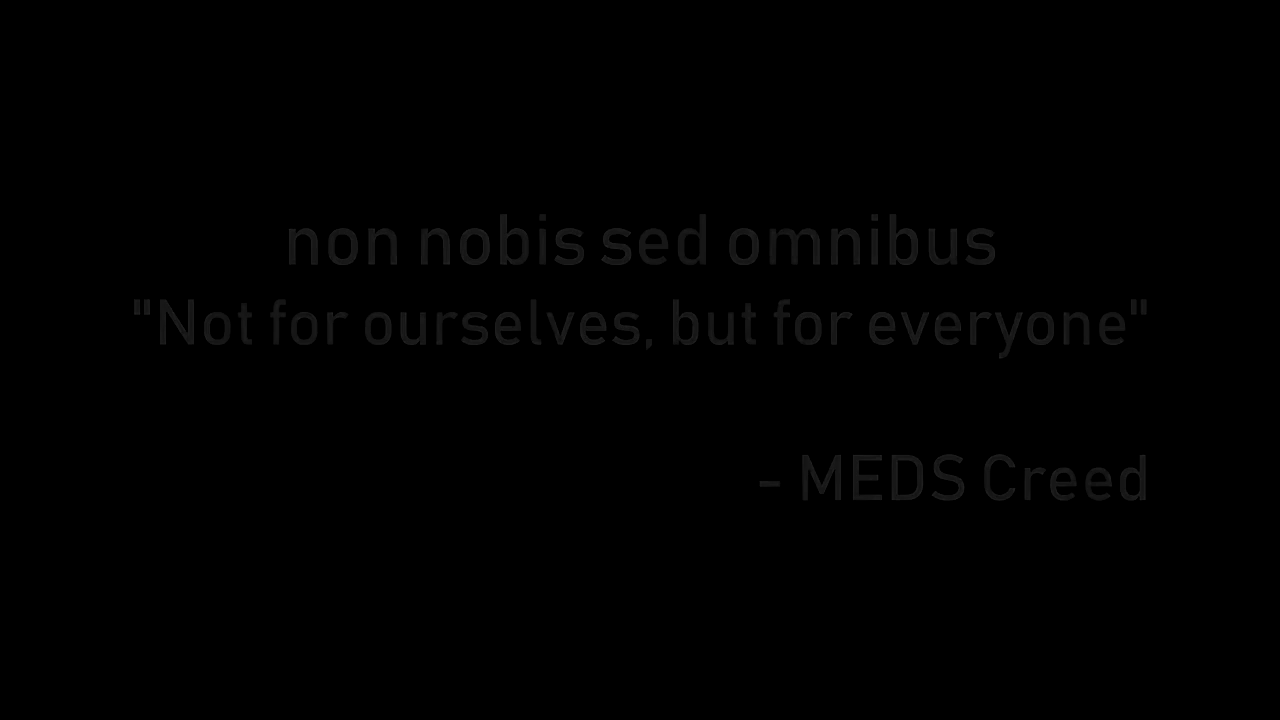 non nobis sed omnibus
"Not for ourselves, but for everyone"
- MEDS Creed